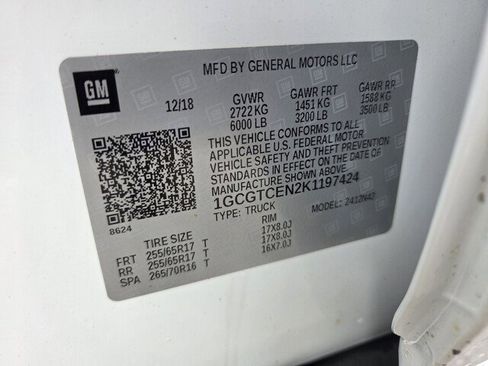 MFD BY GENERAL MOTORS LLC
GM
12/18 GVWR GAWR FRT GAWR RR
2722 KG 1451 KG 1588 KG
6000 LB 3200 LB 3500 LB
THIS VEHICLE CONFORMS TO ALL
APPLICABLE U.S. FEDERAL MOTOR
VEHICLE SAFETY AND THEFT PREVENTION
STANDARDS IN EFFECT ON THE DATE OF
MANUFACTURE SHOWN ABOVE.
1GCGTCEN2K1197424
TYPE: TRUCK MODEL: 2412N43
8624
TIRE SIZE RIM
FRT 255/65R17 T 17X8.0J
RR 255/65R17 T 17X8.0J
SPA 265/70R16 T 16X7.0J